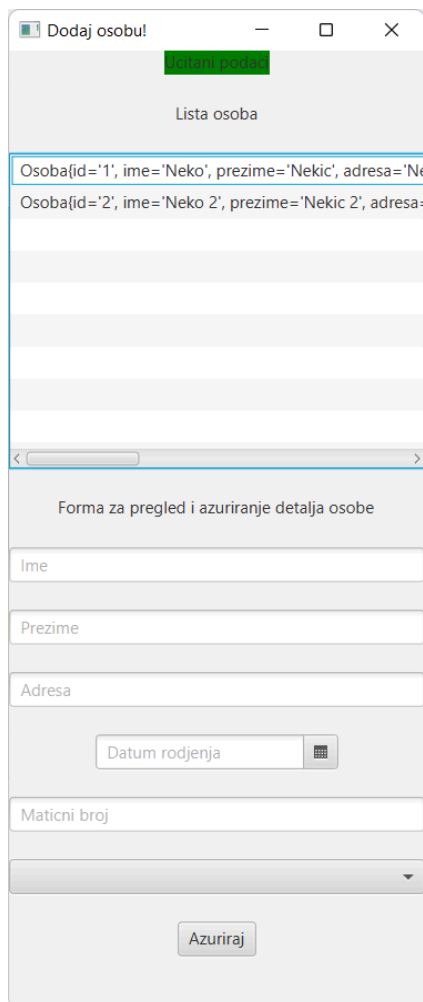 Dodaj osobu!
Ucitani podaci
Lista osoba
Osoba{id='1', ime='Neko', prezime='Nekic', adresa='Ne
Osoba{id='2', ime='Neko 2', prezime='Nekic 2', adresa=
Forma za pregled i azuriranje detalja osobe
Ime
Prezime
Adresa
Datum rodjenja
Maticni broj
Azuriraj